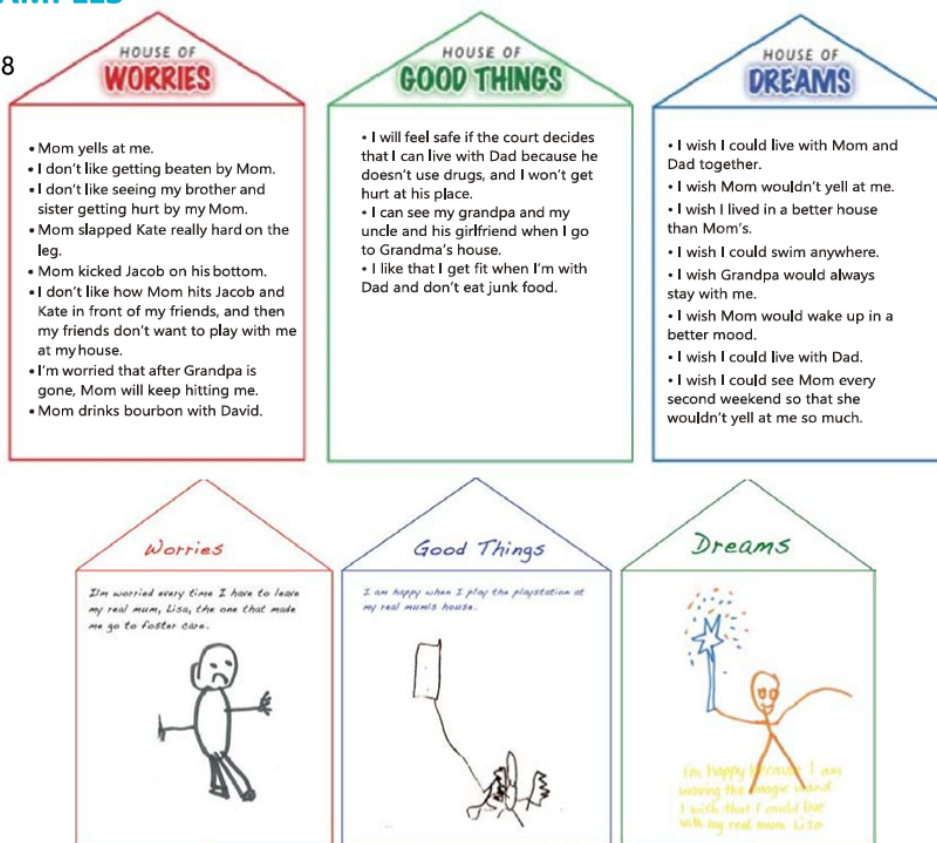 8
HOUSE OF
WORRIES
• Mom yells at me.
• I don't like getting beaten by Mom.
• I don't like seeing my brother and
sister getting hurt by my Mom.
• Mom slapped Kate really hard on the
leg.
• Mom kicked Jacob on his bottom.
• I don't like how Mom hits Jacob and
Kate in front of my friends, and then
my friends don't want to play with me
at my house.
• I'm worried that after Grandpa is
gone, Mom will keep hitting me.
• Mom drinks bourbon with David.
HOUSE OF
GOOD THINGS
• I will feel safe if the court decides
that I can live with Dad because he
doesn't use drugs, and I won't get
hurt at his place.
• I can see my grandpa and my
uncle and his girlfriend when I go
to Grandma's house.
• I like that I get fit when I'm with
Dad and don't eat junk food.
HOUSE OF
DREAMS
• I wish I could live with Mom and
Dad together.
• I wish Mom wouldn't yell at me.
• I wish I lived in a better house
than Mom's.
• I wish I could swim anywhere.
• I wish Grandpa would always
stay with me.
• I wish Mom would wake up in a
better mood.
• I wish I could live with Dad.
• I wish I could see Mom every
second weekend so that she
wouldn't yell at me so much.
Worries
I'm worried every time I have to leave
my real mum, Lisa, the one that made
me go to foster care.
Good Things
I am happy when I play the playstation at
my real mum's house.
Dreams
i'm happy because I am
waving the magic wand.
I wish that I could live
with my real mum Lisa